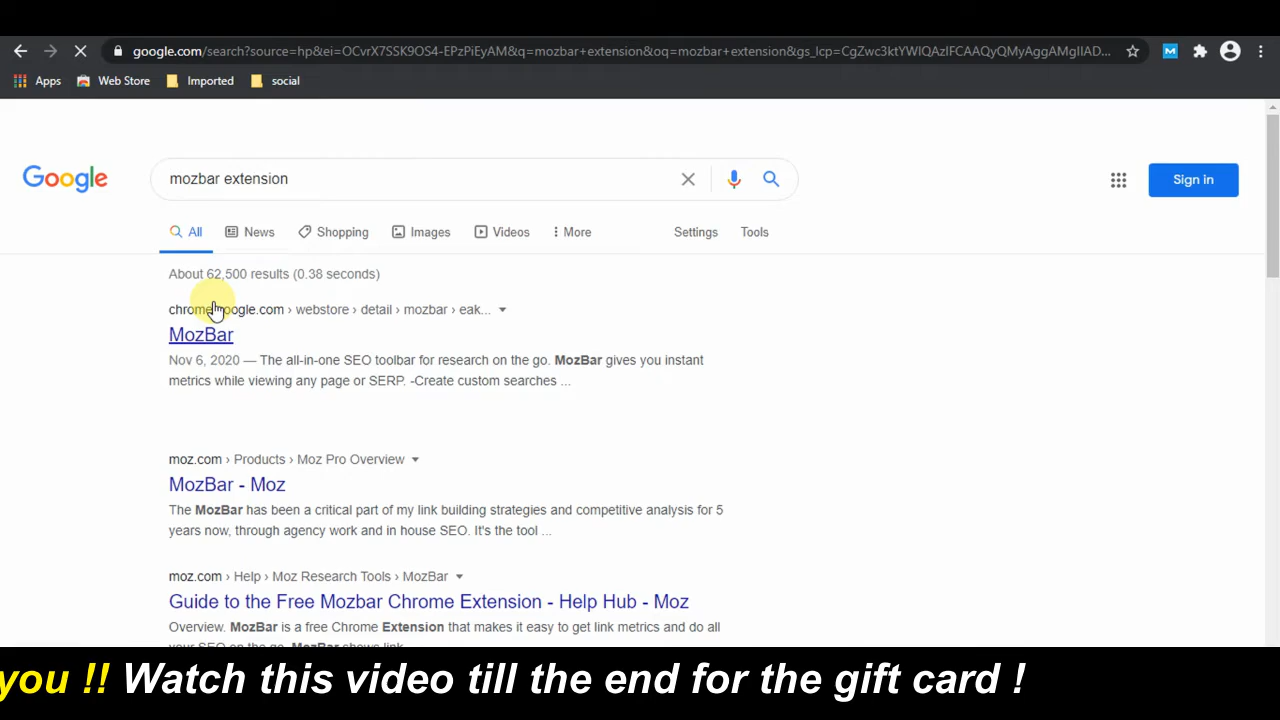 google.com/search?source=hp&ei=OCvrX7SSK9OS4-EPzPiEyAM&q=mozbar+extension&oq=mozbar+extension&gs_lcp=CgZwc3ktYWIQAzIFCAAQyQMyAggAMgIIAD...
Apps Web Store Imported social
Google mozbar extension Sign in
All News Shopping Images Videos More Settings Tools
About 62,500 results (0.38 seconds)
chrome.google.com › webstore › detail › mozbar › eak...
MozBar
Nov 6, 2020 — The all-in-one SEO toolbar for research on the go. MozBar gives you instant
metrics while viewing any page or SERP. -Create custom searches ...
moz.com › Products › Moz Pro Overview
MozBar - Moz
The MozBar has been a critical part of my link building strategies and competitive analysis for 5
years now, through agency work and in house SEO. It's the tool ...
moz.com › Help › Moz Research Tools › MozBar
Guide to the Free Mozbar Chrome Extension - Help Hub - Moz
Overview. MozBar is a free Chrome Extension that makes it easy to get link metrics and do all
your SEO on the go. MozBar shows link
you !! Watch this video till the end for the gift card !